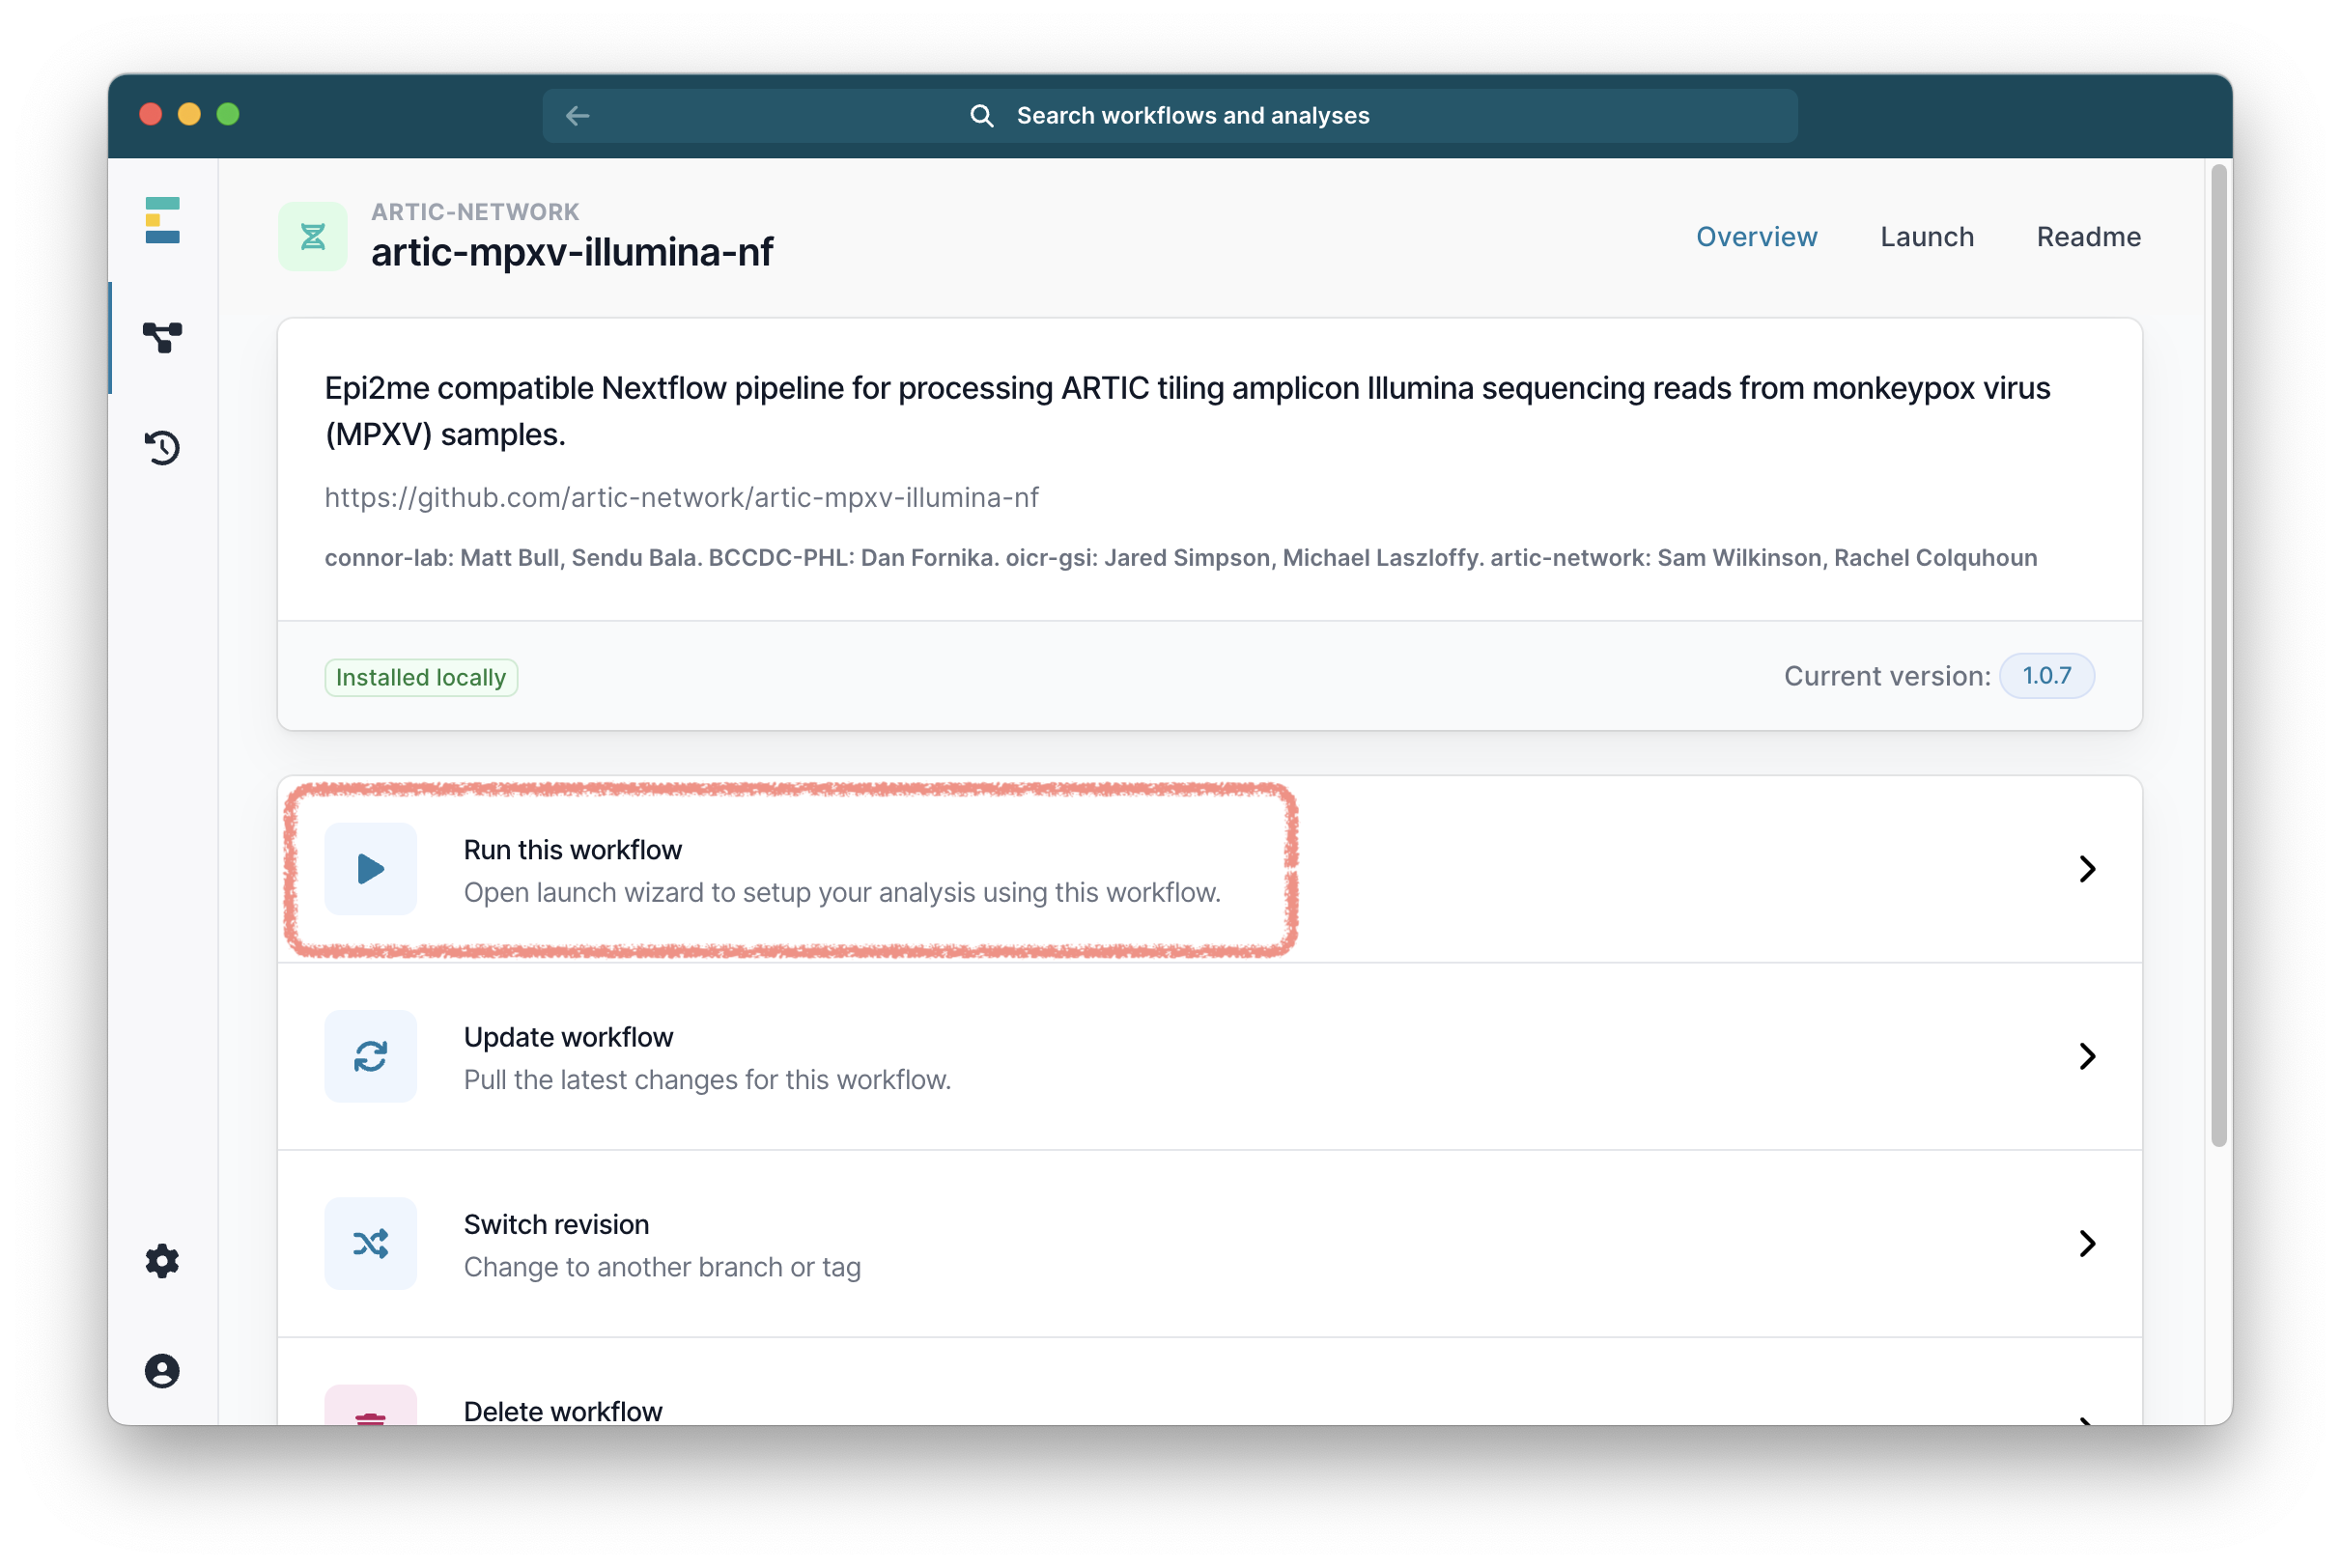 Search workflows and analyses
ARTIC-NETWORK
artic-mpxv-illumina-nf
Overview
Launch
Readme
Epi2me compatible Nextflow pipeline for processing ARTIC tiling amplicon Illumina sequencing reads from monkeypox virus
(MPXV) samples.
https://github.com/artic-network/artic-mpxv-illumina-nf
connor-lab: Matt Bull, Sendu Bala. BCCDC-PHL: Dan Fornika. oicr-gsi: Jared Simpson, Michael Laszloffy. artic-network: Sam Wilkinson, Rachel Colquhoun
Installed locally
Current version: 1.0.7
Run this workflow
Open launch wizard to setup your analysis using this workflow.
Update workflow
Pull the latest changes for this workflow.
Switch revision
Change to another branch or tag
Delete workflow